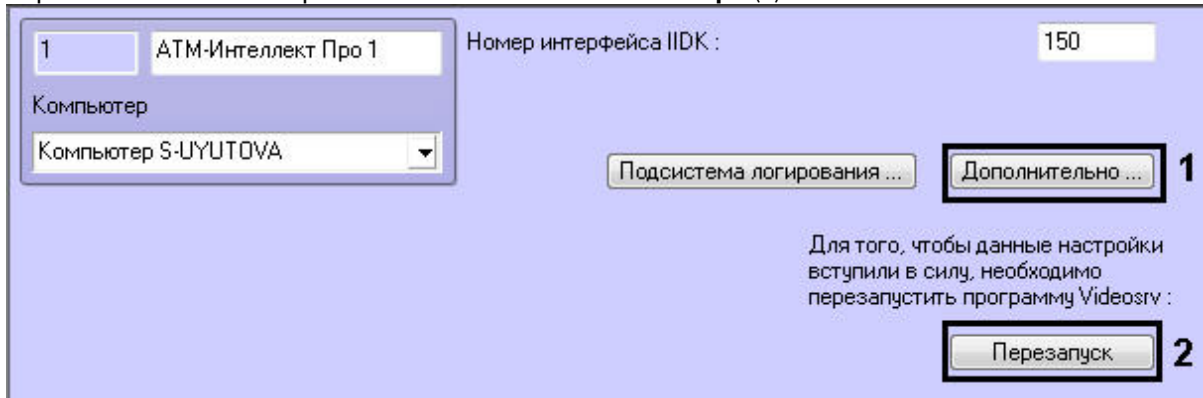 1
АТМ-Интеллект Про 1
Номер интерфейса IIDK :
150
Компьютер
Компьютер S-UYUTOVA
Подсистема логирования ...
Дополнительно ...
1
Для того, чтобы данные настройки
вступили в силу, необходимо
перезапустить программу Videosrv :
Перезапуск
2